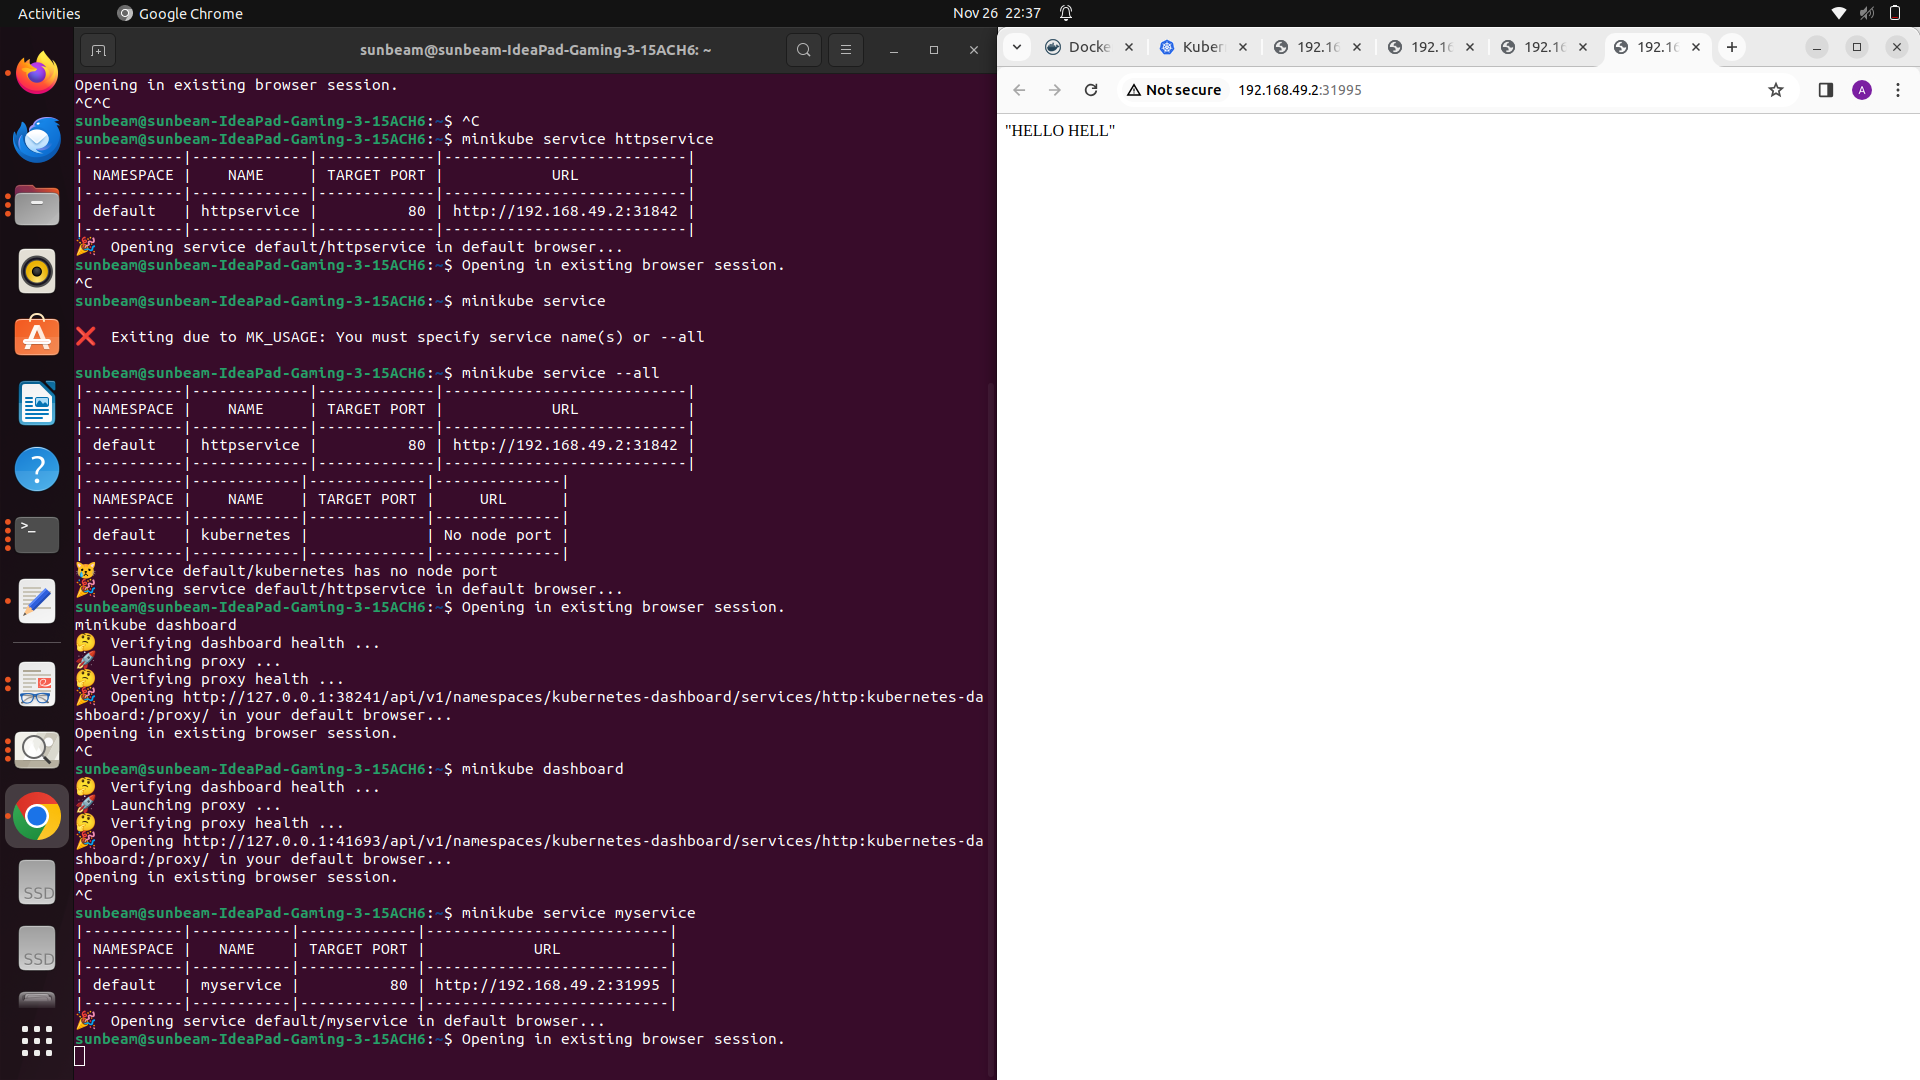 Activities
Google Chrome
Nov 26 22:37
sunbeam@sunbeam-IdeaPad-Gaming-3-15ACH6: ~
Opening in existing browser session.
^C^C
sunbeam@sunbeam-IdeaPad-Gaming-3-15ACH6:~$ ^C
sunbeam@sunbeam-IdeaPad-Gaming-3-15ACH6:~$ minikube service httpservice
|-----------|-------------|-------------|---------------------------|
| NAMESPACE |    NAME     | TARGET PORT |            URL            |
|-----------|-------------|-------------|---------------------------|
| default   | httpservice |          80 | http://192.168.49.2:31842 |
|-----------|-------------|-------------|---------------------------|
🎉  Opening service default/httpservice in default browser...
sunbeam@sunbeam-IdeaPad-Gaming-3-15ACH6:~$ Opening in existing browser session.
^C
sunbeam@sunbeam-IdeaPad-Gaming-3-15ACH6:~$ minikube service
❌  Exiting due to MK_USAGE: You must specify service name(s) or --all
sunbeam@sunbeam-IdeaPad-Gaming-3-15ACH6:~$ minikube service --all
|-----------|-------------|-------------|---------------------------|
| NAMESPACE |    NAME     | TARGET PORT |            URL            |
|-----------|-------------|-------------|---------------------------|
| default   | httpservice |          80 | http://192.168.49.2:31842 |
|-----------|-------------|-------------|---------------------------|
|-----------|------------|-------------|--------------|
| NAMESPACE |    NAME    | TARGET PORT |     URL      |
|-----------|------------|-------------|--------------|
| default   | kubernetes |             | No node port |
|-----------|------------|-------------|--------------|
😿  service default/kubernetes has no node port
🎉  Opening service default/httpservice in default browser...
sunbeam@sunbeam-IdeaPad-Gaming-3-15ACH6:~$ Opening in existing browser session.
minikube dashboard
🤔  Verifying dashboard health ...
🚀  Launching proxy ...
🤔  Verifying proxy health ...
🎉  Opening http://127.0.0.1:38241/api/v1/namespaces/kubernetes-dashboard/services/http:kubernetes-da
shboard:/proxy/ in your default browser...
Opening in existing browser session.
^C
sunbeam@sunbeam-IdeaPad-Gaming-3-15ACH6:~$ minikube dashboard
🤔  Verifying dashboard health ...
🚀  Launching proxy ...
🤔  Verifying proxy health ...
🎉  Opening http://127.0.0.1:41693/api/v1/namespaces/kubernetes-dashboard/services/http:kubernetes-da
shboard:/proxy/ in your default browser...
Opening in existing browser session.
^C
sunbeam@sunbeam-IdeaPad-Gaming-3-15ACH6:~$ minikube service myservice
|-----------|-----------|-------------|---------------------------|
| NAMESPACE |   NAME    | TARGET PORT |            URL            |
|-----------|-----------|-------------|---------------------------|
| default   | myservice |          80 | http://192.168.49.2:31995 |
|-----------|-----------|-------------|---------------------------|
🎉  Opening service default/myservice in default browser...
sunbeam@sunbeam-IdeaPad-Gaming-3-15ACH6:~$ Opening in existing browser session.
SSD
SSD
Docke
Kuber
192.16
192.16
192.16
192.16
Not secure
192.168.49.2:31995
A
"HELLO HELL"